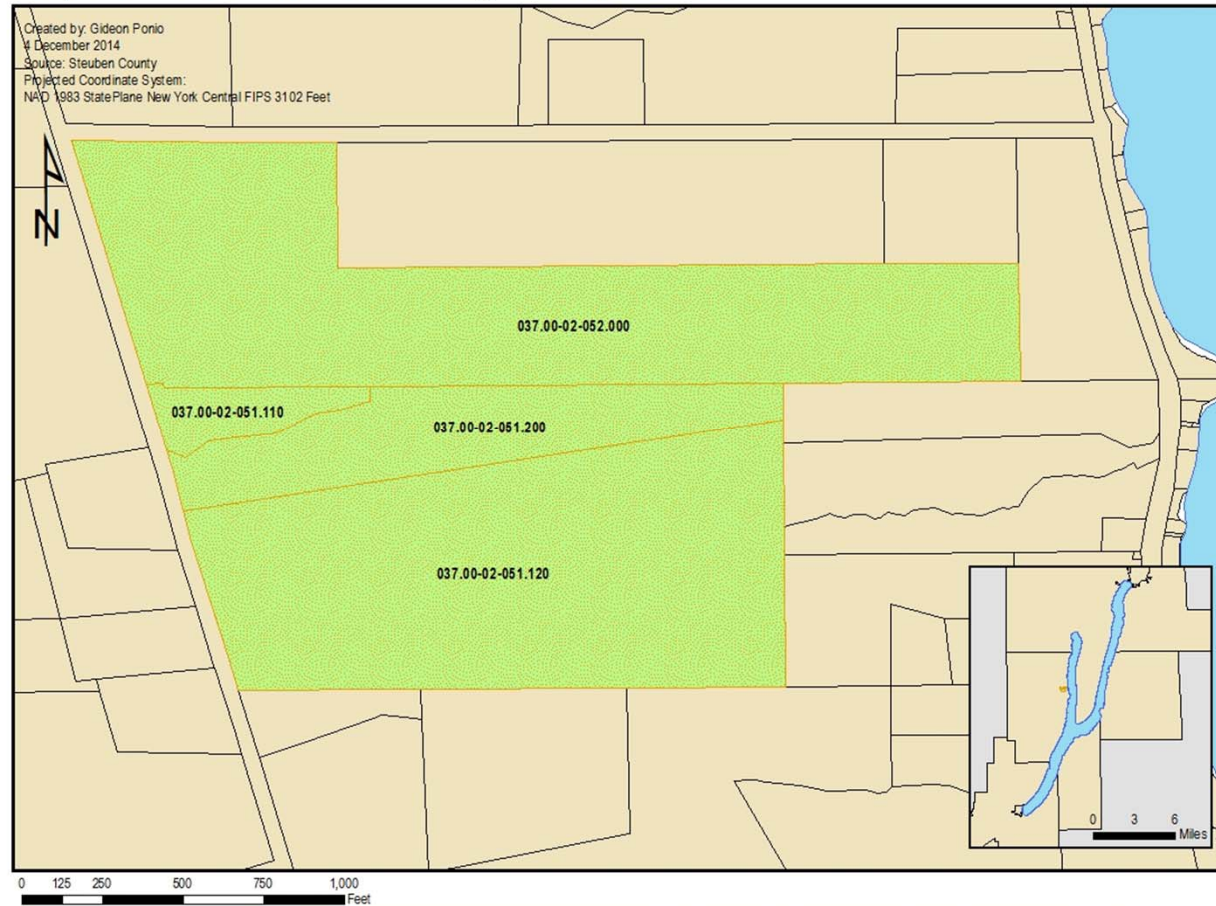 Created by: Gideon Ponio
4 December 2014
Source: Steuben County
Projected Coordinate System:
NAD 1983 StatePlane New York Central FIPS 3102 Feet
N
037.00-02-052.000
037.00-02-051.110
037.00-02-051.200
037.00-02-051.120
0 3 6
Miles
0 125 250 500 750 1,000
Feet